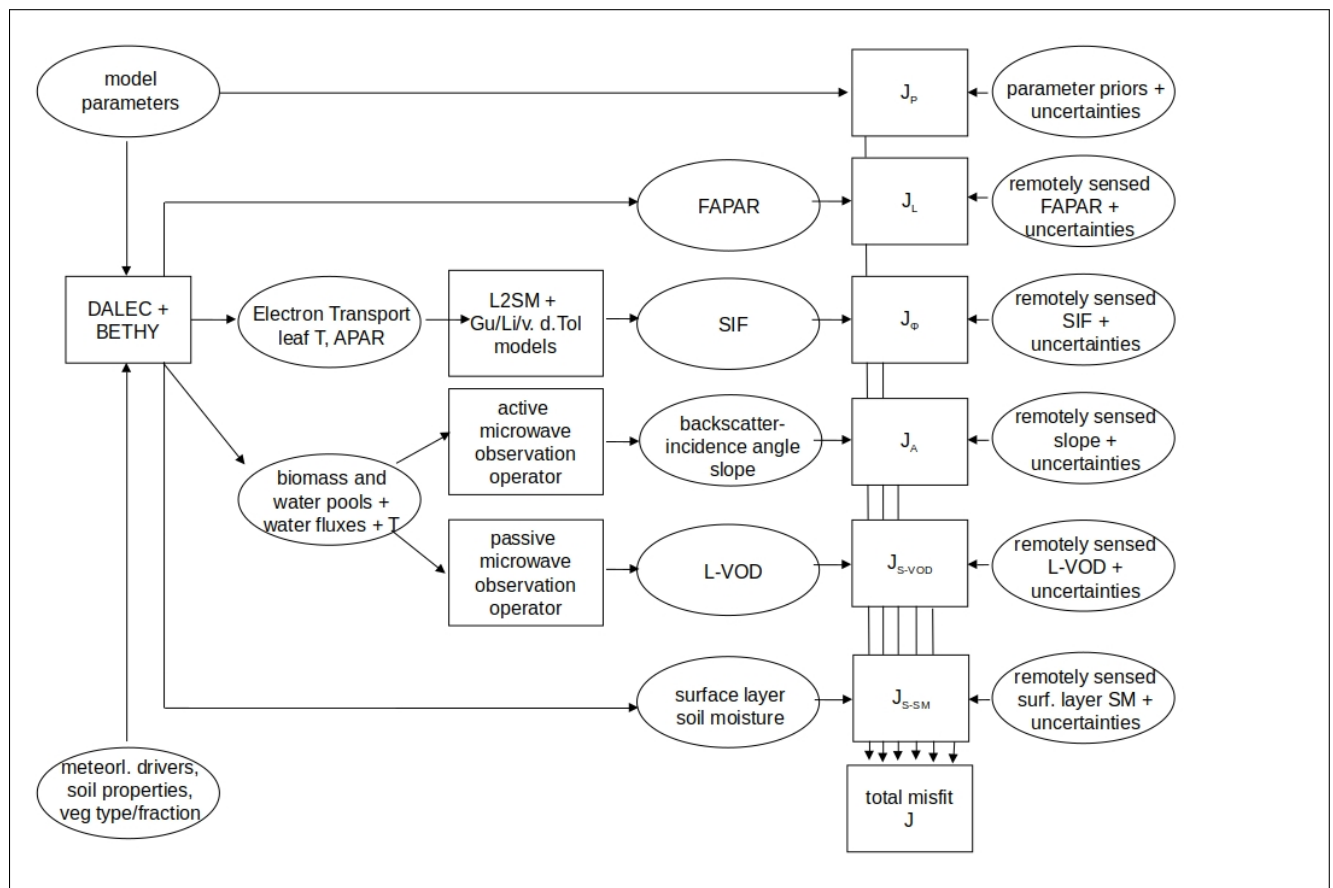 model
parameters
J_P
parameter priors +
uncertainties
FAPAR
J_L
remotely sensed
FAPAR +
uncertainties
DALEC +
BETHY
Electron Transport
leaf T, APAR
L2SM +
Gu/Li/v. d.Tol
models
SIF
J_Φ
remotely sensed
SIF +
uncertainties
active
microwave
observation
operator
backscatter-
incidence angle
slope
J_A
remotely sensed
slope +
uncertainties
biomass and
water pools +
water fluxes + T
passive
microwave
observation
operator
L-VOD
J_S-VOD
remotely sensed
L-VOD +
uncertainties
surface layer
soil moisture
J_S-SM
remotely sensed
surf. layer SM +
uncertainties
meteorl. drivers,
soil properties,
veg type/fraction
total misfit
J